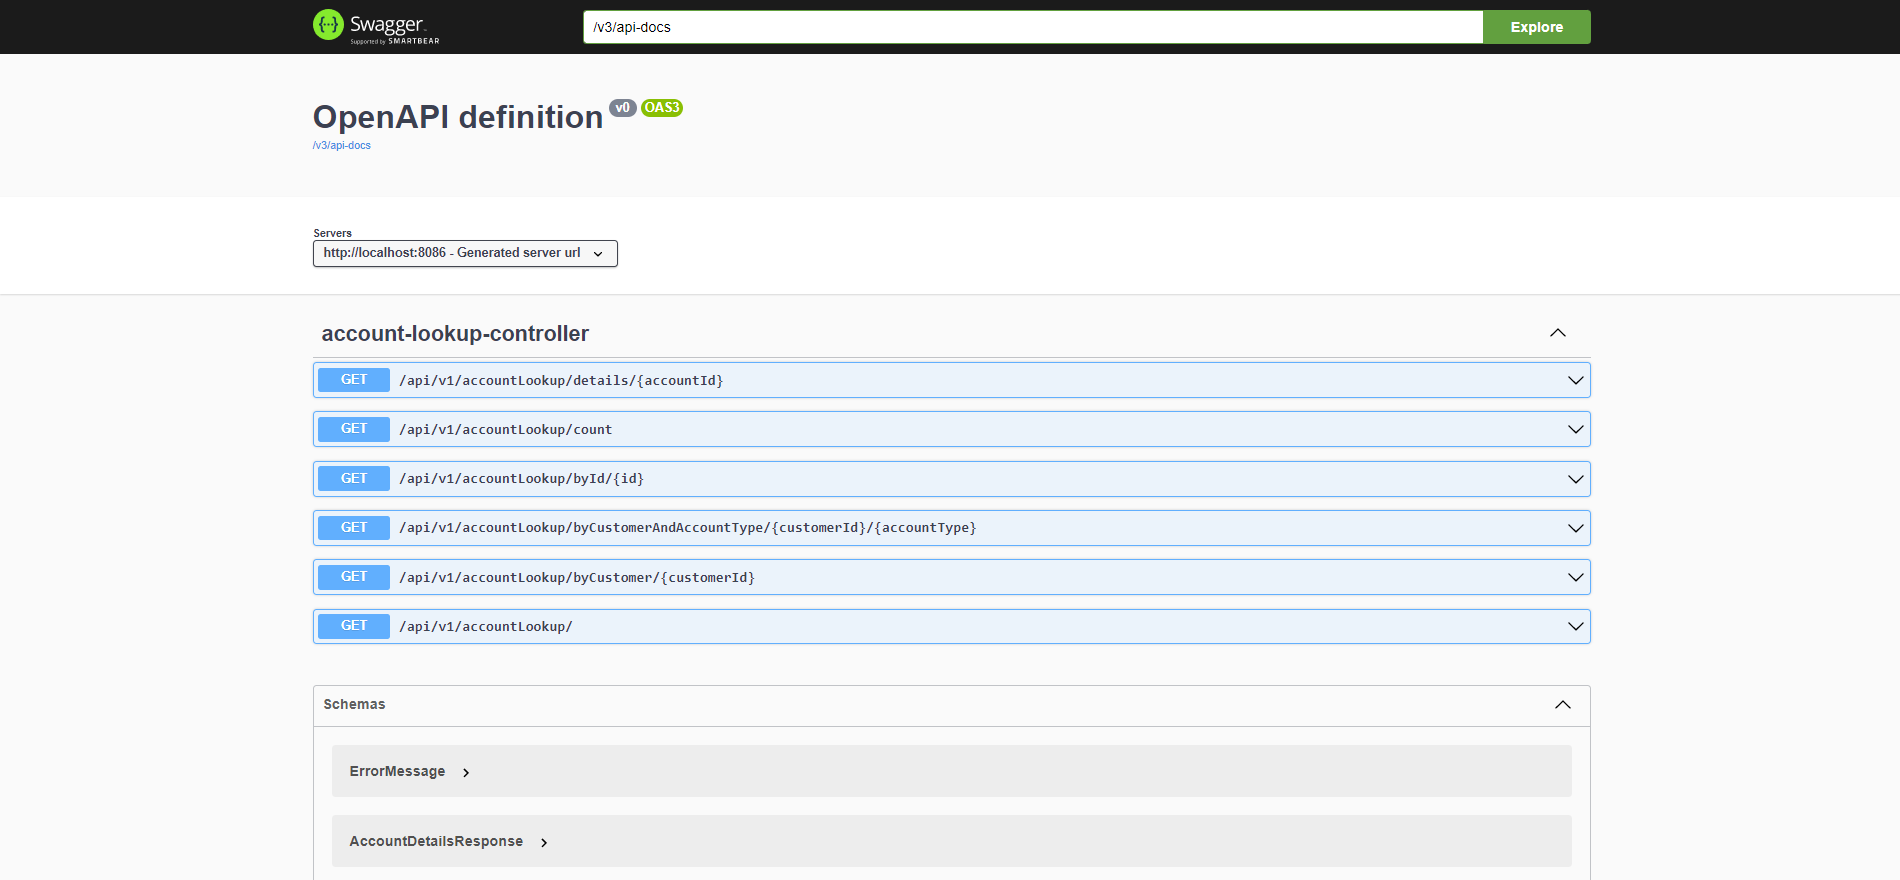 Swagger
Supported by SMARTBEAR
/v3/api-docs
Explore
OpenAPI definition v0 OAS3
/v3/api-docs
Servers
http://localhost:8086 - Generated server url
account-lookup-controller
GET /api/v1/accountLookup/details/{accountId}
GET /api/v1/accountLookup/count
GET /api/v1/accountLookup/byId/{id}
GET /api/v1/accountLookup/byCustomerAndAccountType/{customerId}/{accountType}
GET /api/v1/accountLookup/byCustomer/{customerId}
GET /api/v1/accountLookup/
Schemas
ErrorMessage
AccountDetailsResponse